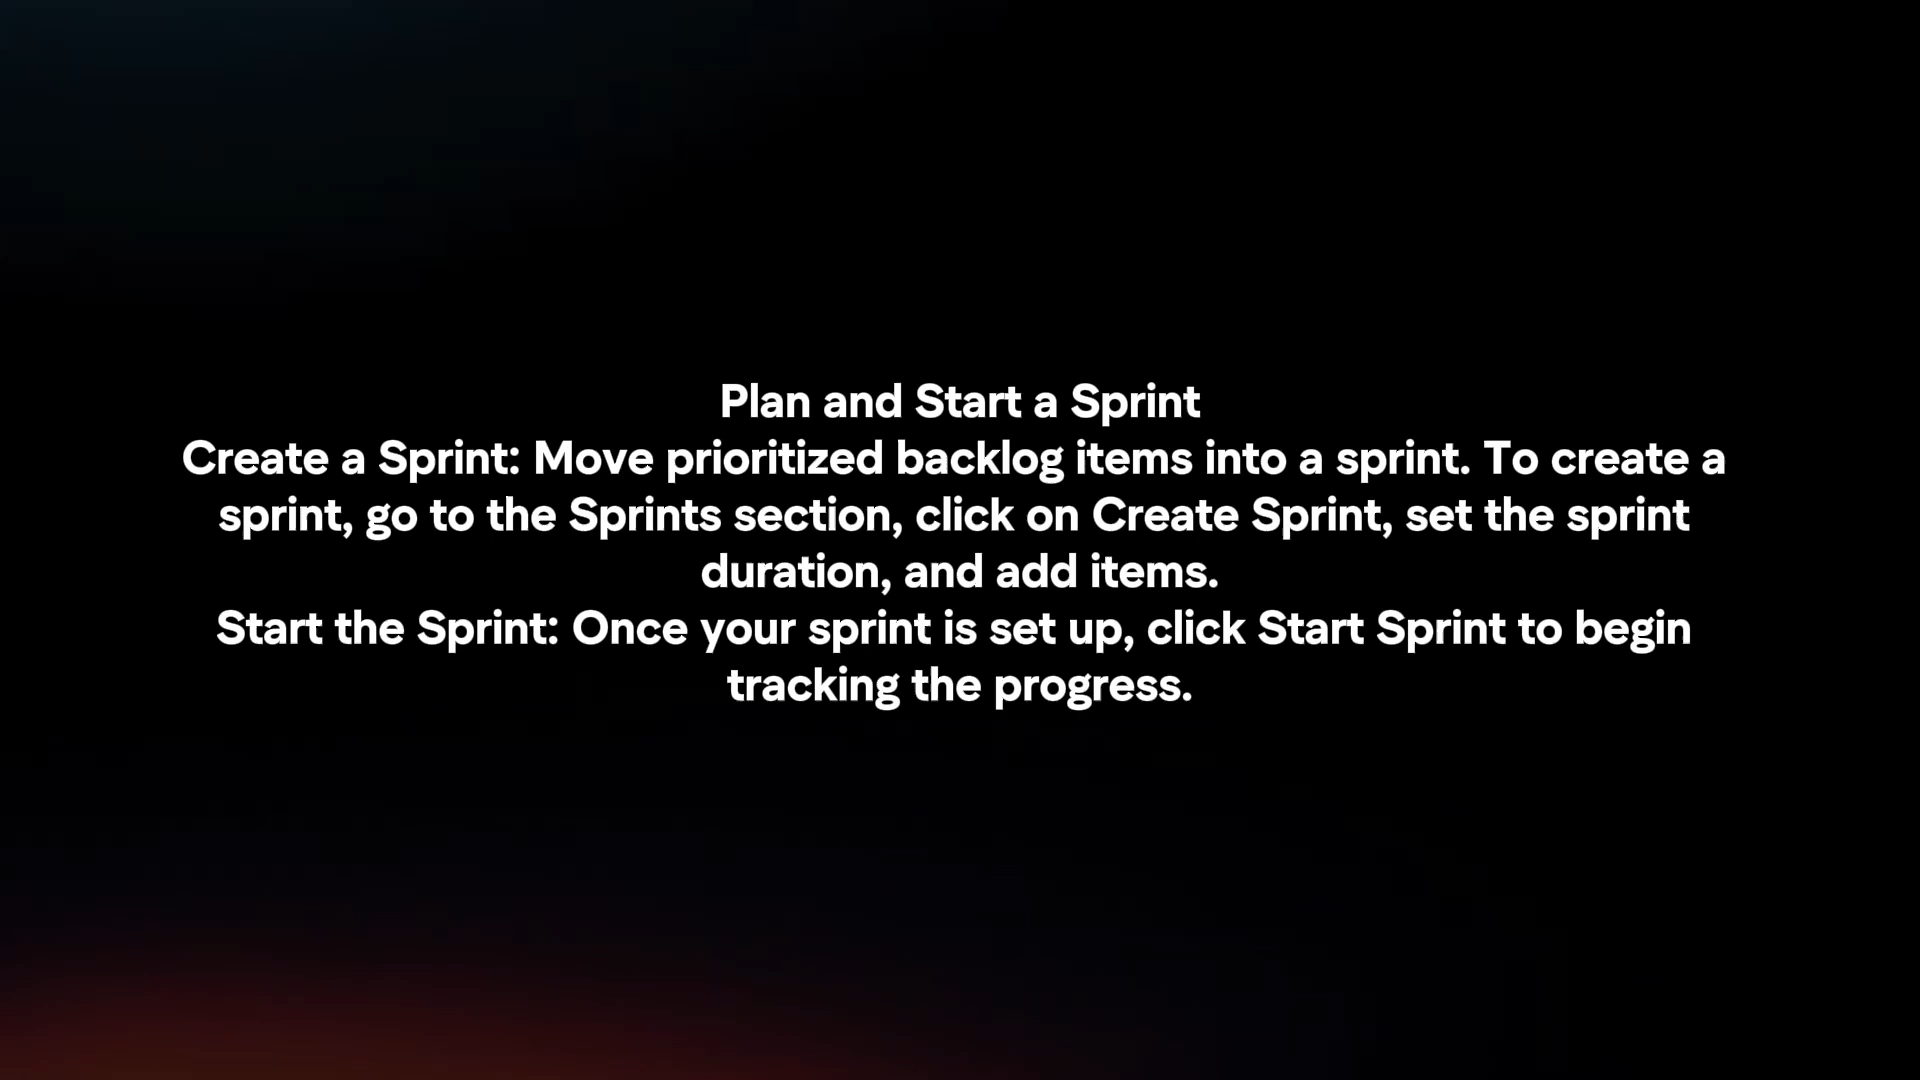 Plan and Start a Sprint
Create a Sprint: Move prioritized backlog items into a sprint. To create a
sprint, go to the Sprints section, click on Create Sprint, set the sprint
duration, and add items.
Start the Sprint: Once your sprint is set up, click Start Sprint to begin
tracking the progress.